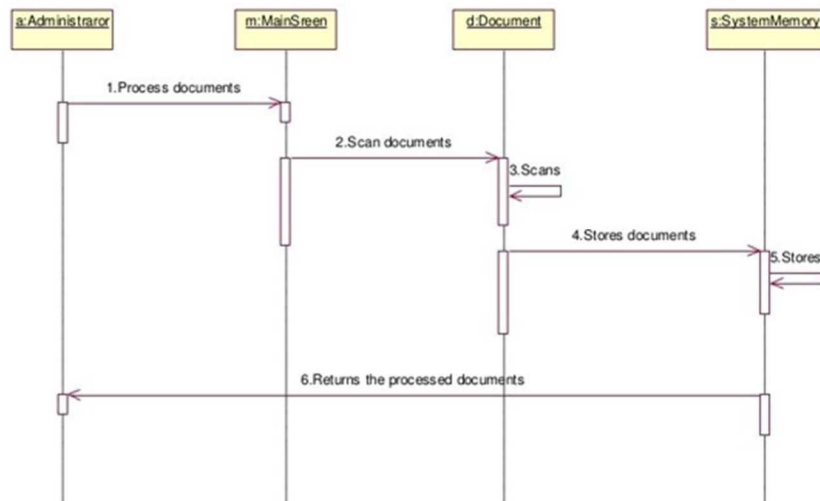 a:Administraror
m:MainSreen
d:Document
s:SystemMemory
1.Process documents
2.Scan documents
3.Scans
4.Stores documents
5.Stores
6.Returns the processed documents